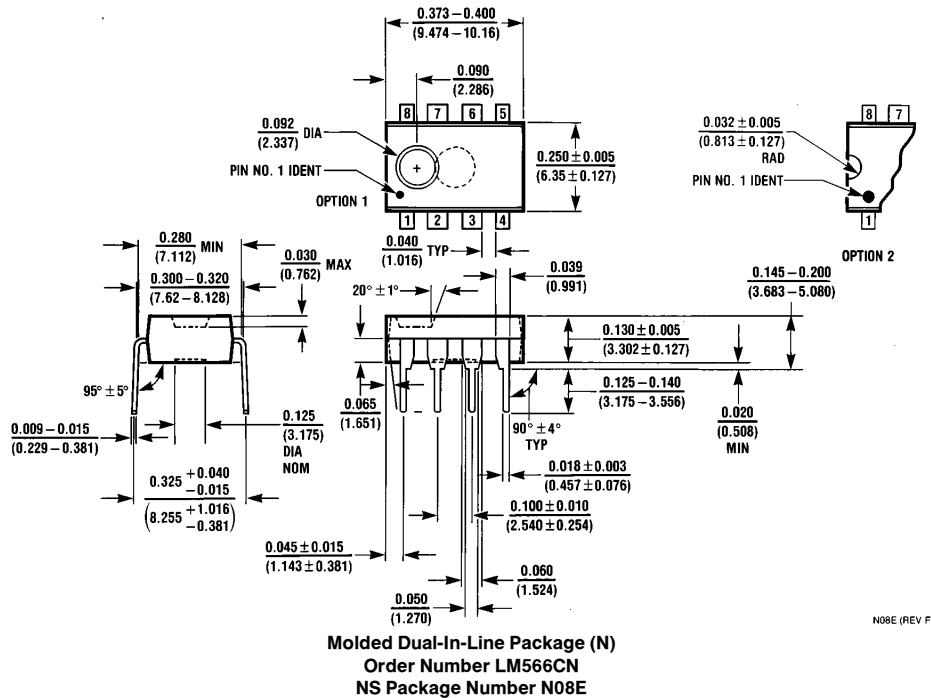 0.373 – 0.400
(9.474 – 10.16)
0.090
(2.286)
8 7 6 5
0.092 DIA
(2.337)
PIN NO. 1 IDENT
OPTION 1
1 2 3 4
0.250 ± 0.005
(6.35 ± 0.127)
0.032 ± 0.005
(0.813 ± 0.127)
RAD
PIN NO. 1 IDENT
8 7
1
OPTION 2
0.280 MIN
(7.112)
0.300 – 0.320
(7.62 – 8.128)
0.030 MAX
(0.762)
0.040 TYP
(1.016)
0.039
(0.991)
20° ± 1°
0.145 – 0.200
(3.683 – 5.080)
0.130 ± 0.005
(3.302 ± 0.127)
0.125 – 0.140
(3.175 – 3.556)
0.020
(0.508)
MIN
95° ± 5°
0.009 – 0.015
(0.229 – 0.381)
0.125
(3.175)
DIA
NOM
0.065
(1.651)
90° ± 4°
TYP
0.018 ± 0.003
(0.457 ± 0.076)
0.325 +0.040 −0.015
(8.255 +1.016 −0.381)
0.100 ± 0.010
(2.540 ± 0.254)
0.045 ± 0.015
(1.143 ± 0.381)
0.060
(1.524)
0.050
(1.270)
N08E (REV F
Molded Dual-In-Line Package (N)
Order Number LM566CN
NS Package Number N08E